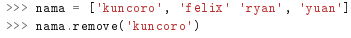 >>> nama = ['kuncoro', 'felix' 'ryan', 'yuan']
>>> nama.remove('kuncoro')